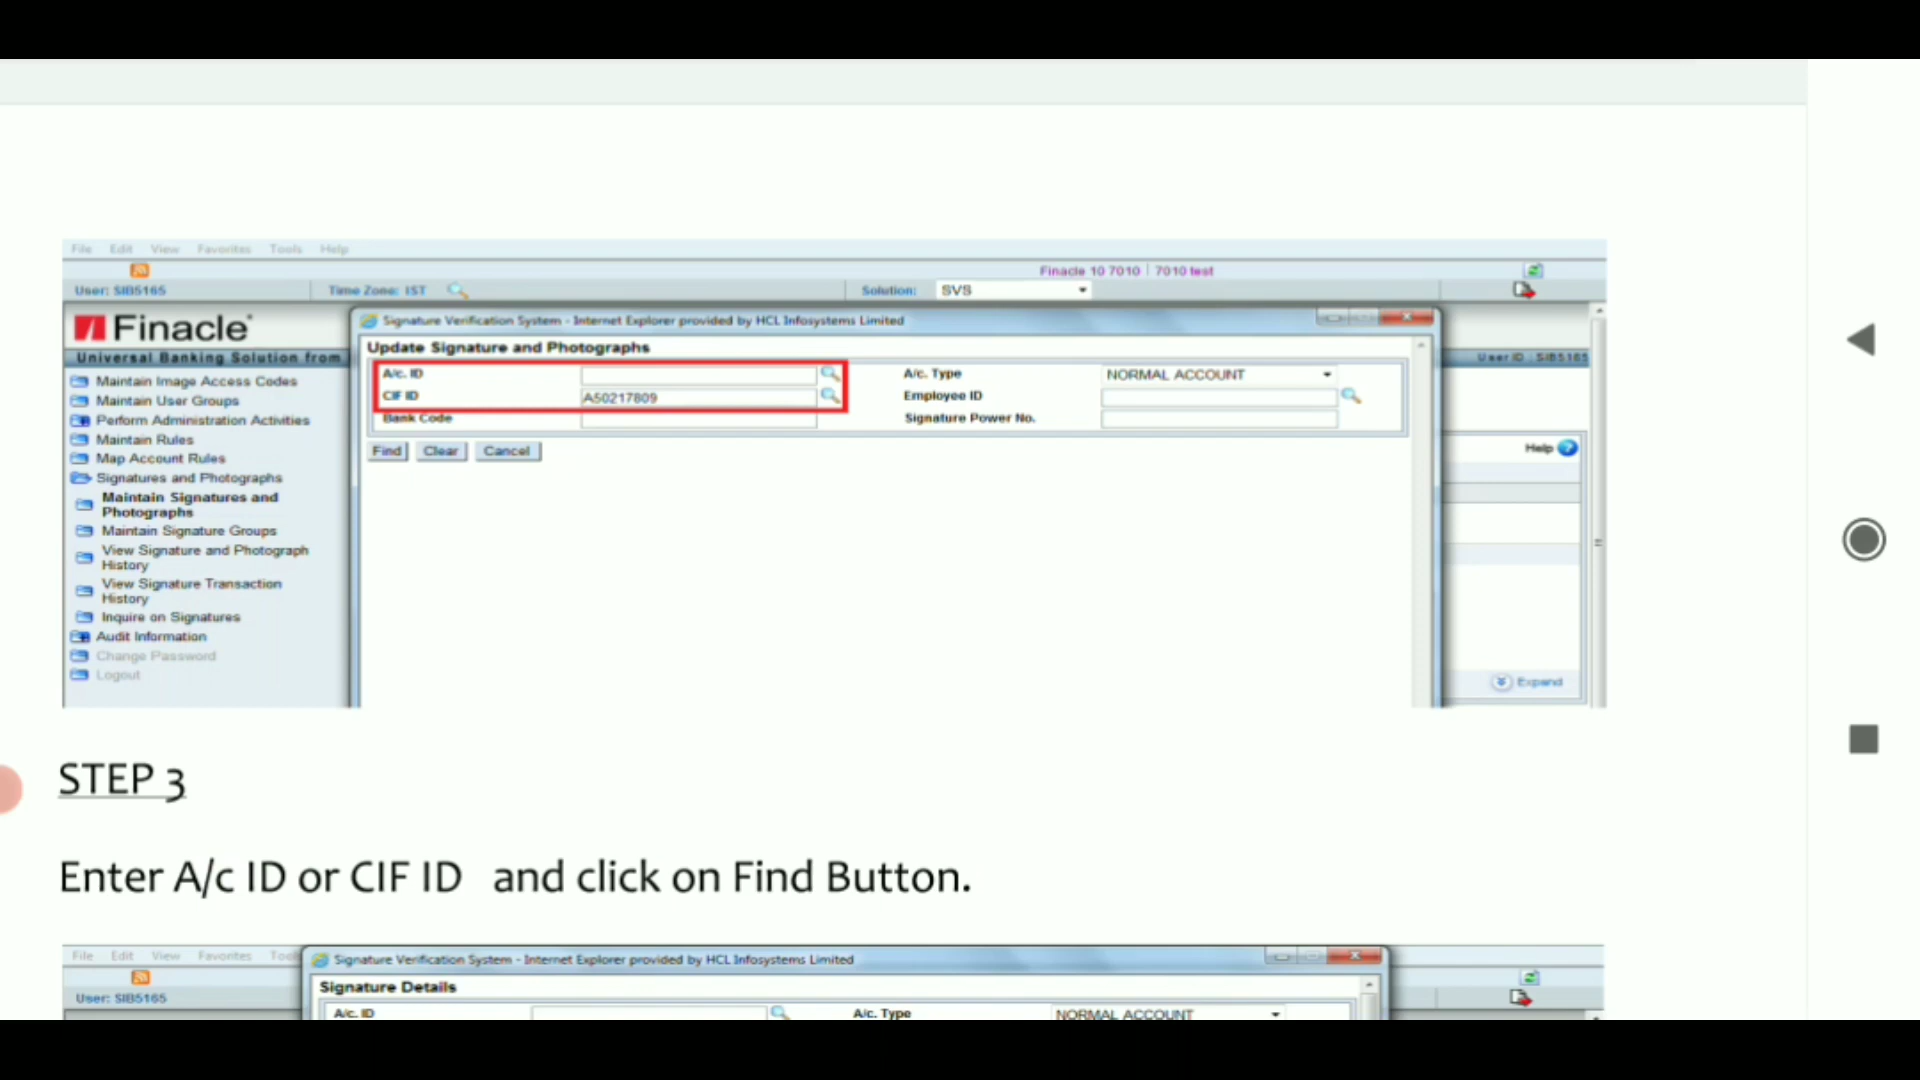 File Edit View Favorites Tools Help
Finacle 10 7010 | 7010 test
User: SIB5165 Time Zone: IST Solution: SVS
Finacle
Universal Banking Solution from
Signature Verification System - Internet Explorer provided by HCL Infosystems Limited
Update Signature and Photographs
User ID : SIB5165
A/c. ID A/c. Type NORMAL ACCOUNT
CIF ID A50217809 Employee ID
Bank Code Signature Power No.
Find Clear Cancel
Help
Maintain Image Access Codes
Maintain User Groups
Perform Administration Activities
Maintain Rules
Map Account Rules
Signatures and Photographs
Maintain Signatures and
Photographs
Maintain Signature Groups
View Signature and Photograph
History
View Signature Transaction
History
Inquire on Signatures
Audit Information
Change Password
Logout
Expand
STEP 3
Enter A/c ID or CIF ID and click on Find Button.
File Edit View Favorites
Signature Verification System - Internet Explorer provided by HCL Infosystems Limited
User: SIB5165
Signature Details
A/c. ID A/c. Type NORMAL ACCOUNT